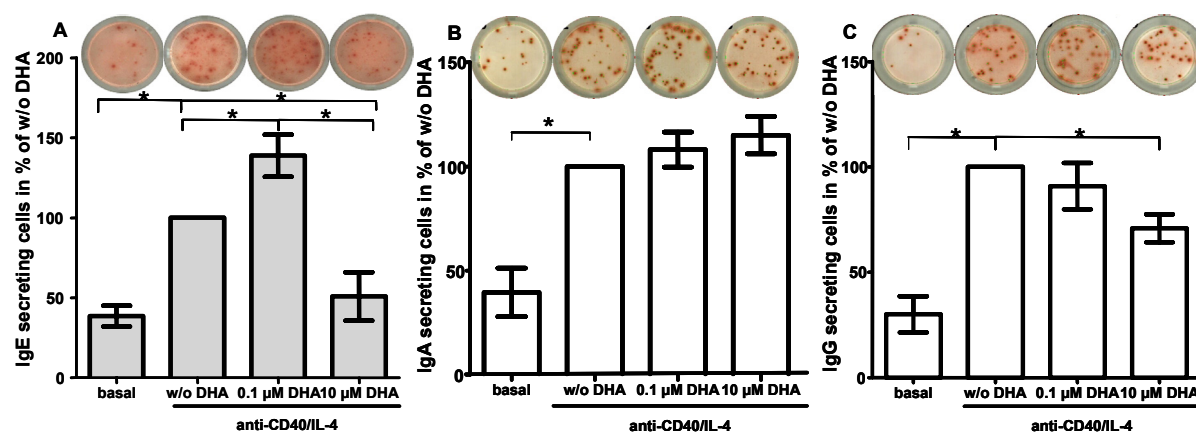 A
IgE secreting cells in % of w/o DHA
200
150
100
50
0
* *
* *
basal w/o DHA 0.1 µM DHA 10 µM DHA
anti-CD40/IL-4
B
IgA secreting cells in % of w/o DHA
150
100
50
0
*
basal w/o DHA 0.1 µM DHA 10 µM DHA
anti-CD40/IL-4
C
IgG secreting cells in % of w/o DHA
150
100
50
0
* *
basal w/o DHA 0.1 µM DHA 10 µM DHA
anti-CD40/IL-4